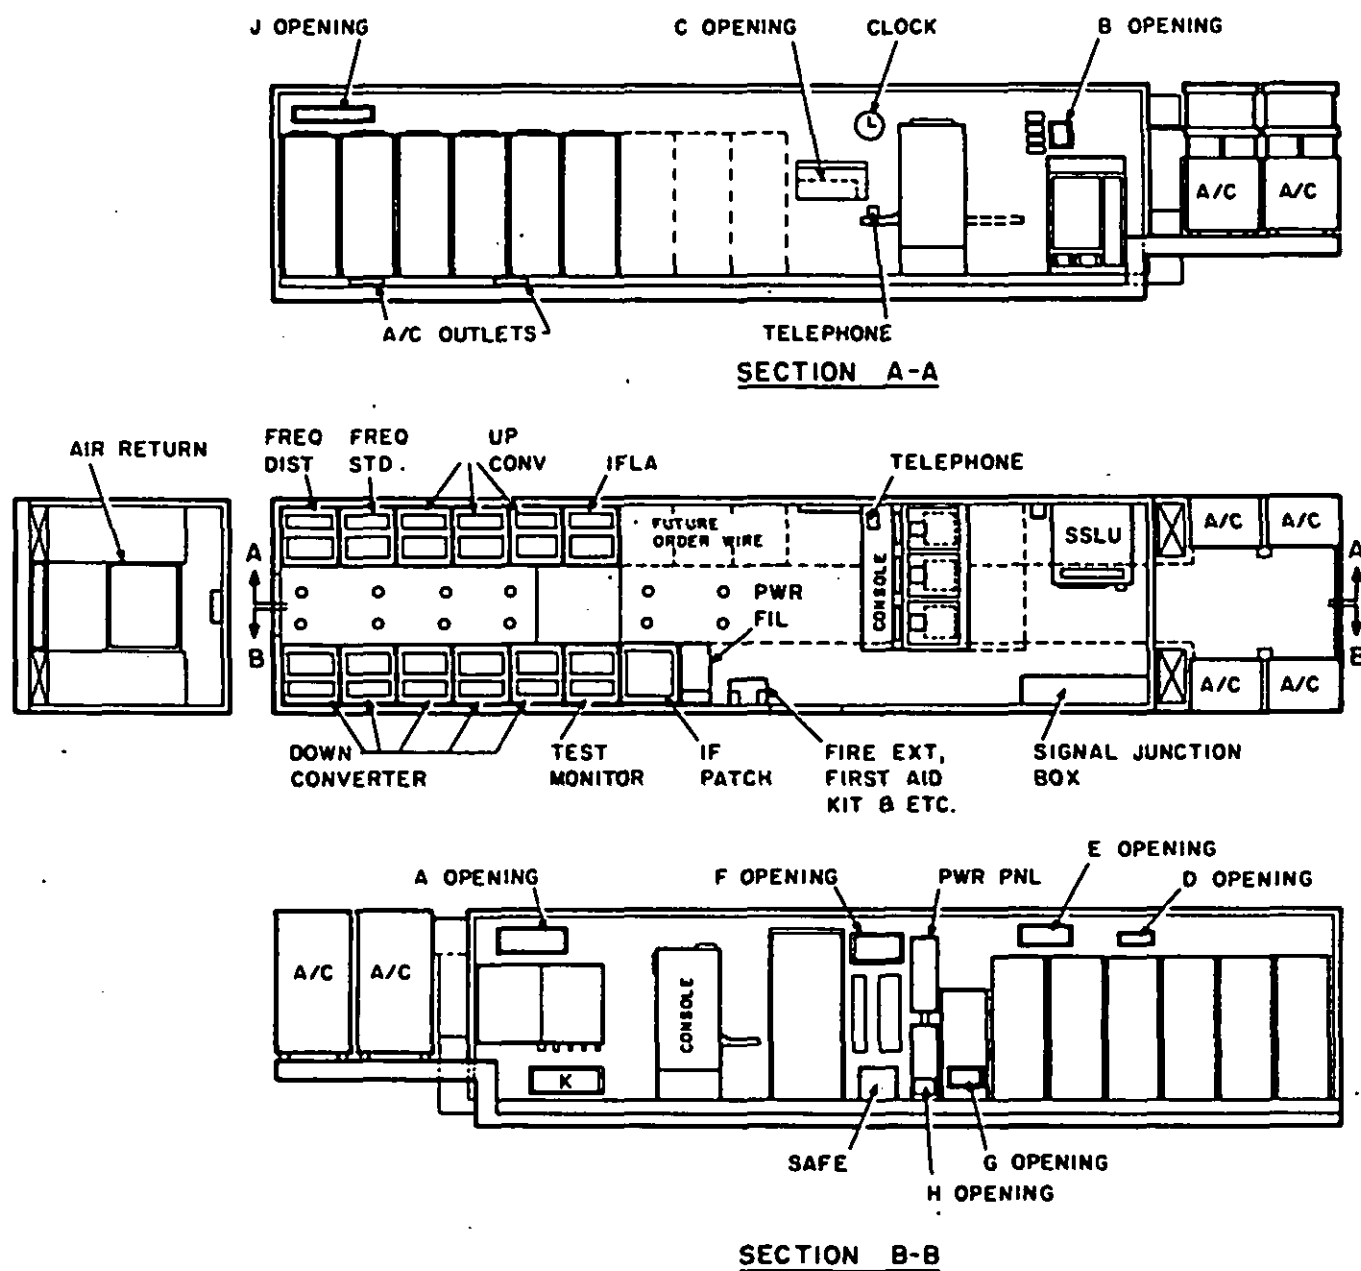 J OPENING
C OPENING
CLOCK
B OPENING
A/C
A/C
A/C OUTLETS
TELEPHONE
SECTION A-A
AIR RETURN
FREQ
DIST
FREQ
STD.
UP
CONV
IFLA
TELEPHONE
FUTURE
ORDER WIRE
SSLU
A/C
A/C
A
A
CONSOLE
PWR
FIL
B
B
A/C
A/C
DOWN
CONVERTER
TEST
MONITOR
IF
PATCH
FIRE EXT,
FIRST AID
KIT & ETC.
SIGNAL JUNCTION
BOX
A OPENING
F OPENING
PWR PNL
E OPENING
D OPENING
A/C
A/C
CONSOLE
K
SAFE
G OPENING
H OPENING
SECTION B-B